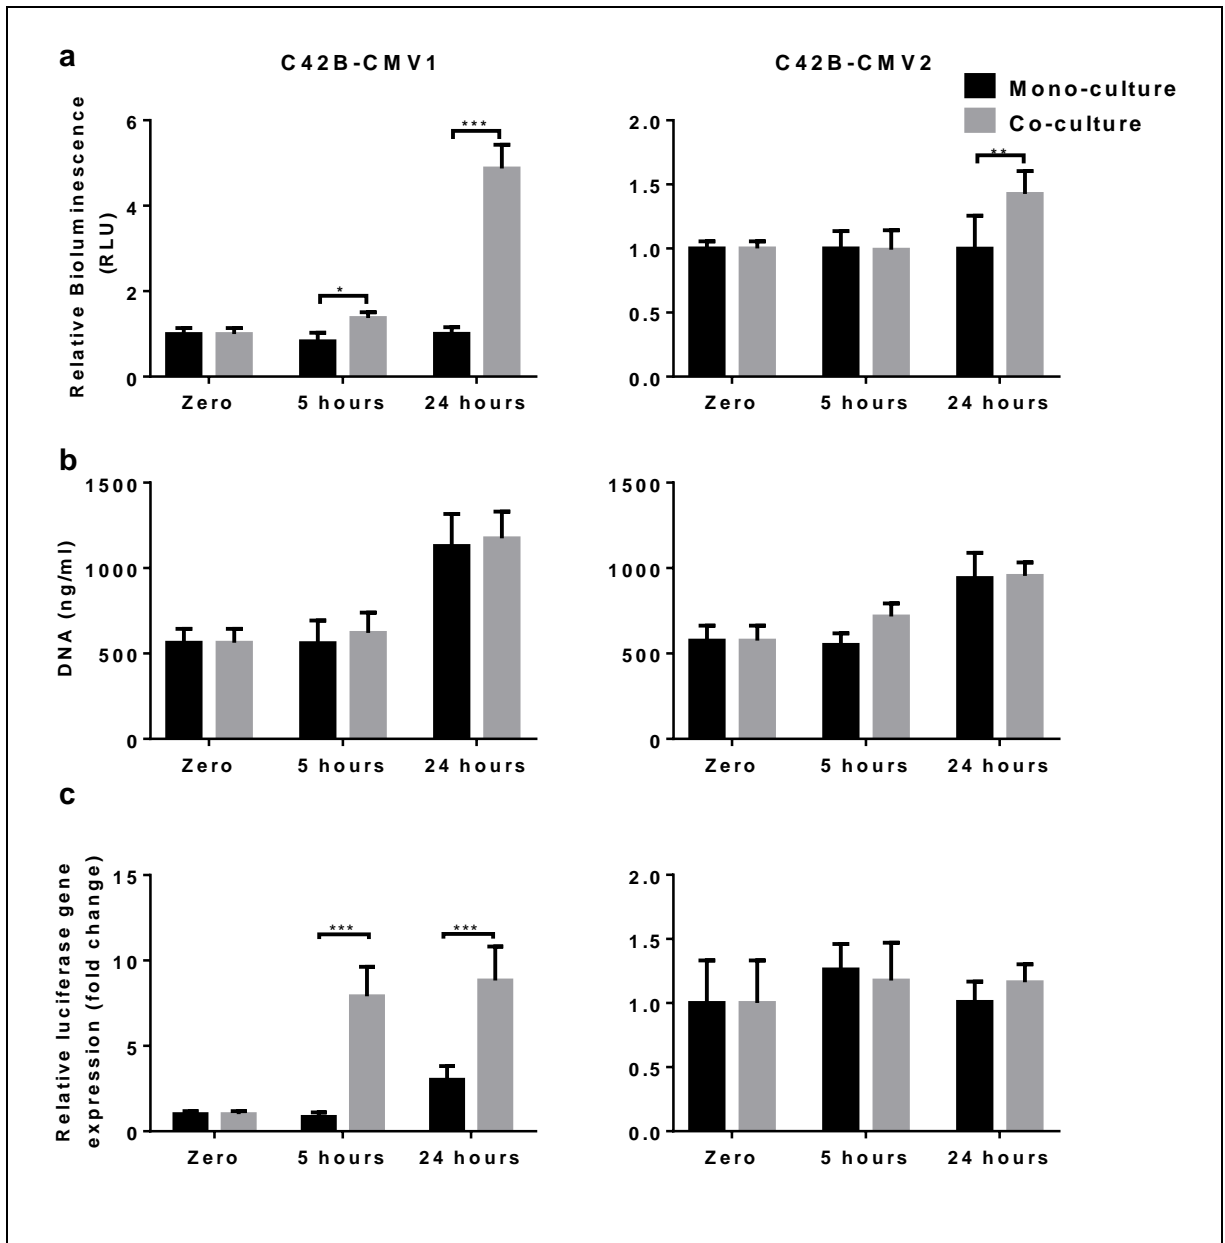 a
C42B-CMV1
C42B-CMV2
Mono-culture
Co-culture
Relative Bioluminescence
(RLU)
6
4
2
0
*
***
Zero
5 hours
24 hours
2.0
1.5
1.0
0.5
0.0
**
Zero
5 hours
24 hours
b
DNA (ng/ml)
1500
1000
500
0
Zero
5 hours
24 hours
1500
1000
500
0
Zero
5 hours
24 hours
c
Relative luciferase gene
expression (fold change)
15
10
5
0
***
***
Zero
5 hours
24 hours
2.0
1.5
1.0
0.5
0.0
Zero
5 hours
24 hours